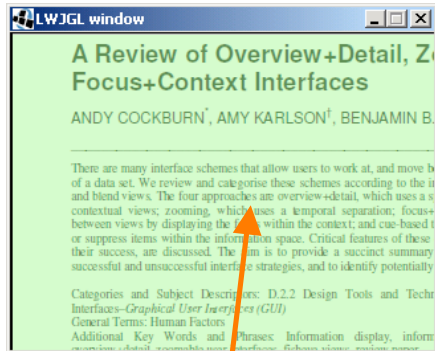 LWJGL window
A Review of Overview+Detail, Z
Focus+Context Interfaces
ANDY COCKBURN*, AMY KARLSON†, BENJAMIN B.
There are many interface schemes that allow users to work at, and move b
of a data set. We review and categorise these schemes according to the i
and blend views. The four approaches are overview+detail, which uses a s
contextual views; zooming, which uses a temporal separation; focus+
between views by displaying the focus within the context; and cue-based t
or suppress items within the information space. Critical features of these
their success, are discussed. The aim is to provide a succinct summary
successful and unsuccessful interface strategies, and to identify potentially
Categories and Subject Descriptors: D.2.2 Design Tools and Techn
Interfaces–Graphical User Interfaces (GUI)
General Terms: Human Factors
Additional Key Words and Phrases: Information display, inform